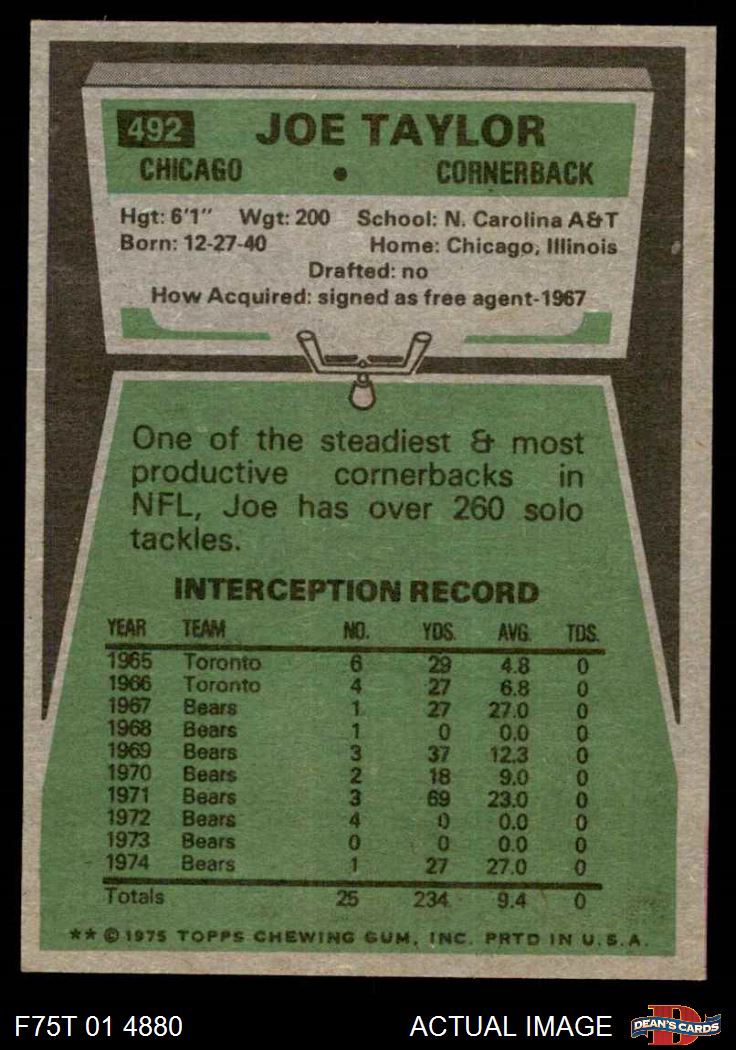 492 JOE TAYLOR
CHICAGO • CORNERBACK
Hgt: 6'1" Wgt: 200 School: N. Carolina A&T
Born: 12-27-40 Home: Chicago, Illinois
Drafted: no
How Acquired: signed as free agent-1967
One of the steadiest & most
productive cornerbacks in
NFL, Joe has over 260 solo
tackles.
INTERCEPTION RECORD
YEAR TEAM NO. YDS. AVG. TDS.
1965 Toronto 6 29 4.8 0
1966 Toronto 4 27 6.8 0
1967 Bears 1 27 27.0 0
1968 Bears 1 0 0.0 0
1969 Bears 3 37 12.3 0
1970 Bears 2 18 9.0 0
1971 Bears 3 69 23.0 0
1972 Bears 4 0 0.0 0
1973 Bears 0 0 0.0 0
1974 Bears 1 27 27.0 0
Totals 25 234 9.4 0
** © 1975 TOPPS CHEWING GUM, INC. PRTD IN U.S.A.
F75T 01 4880 ACTUAL IMAGE D DEAN'S CARDS